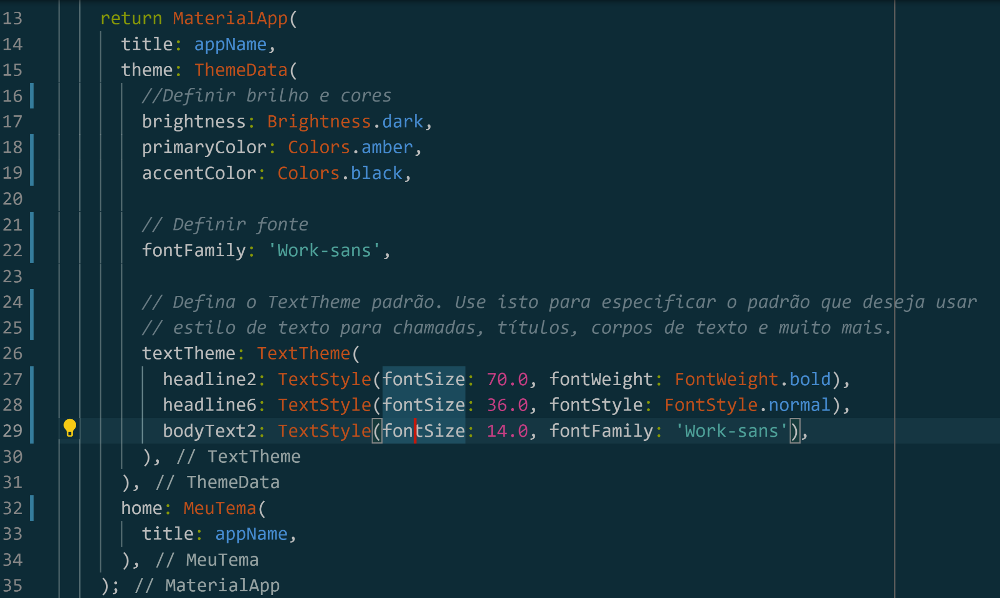 13 return MaterialApp(
14 title: appName,
15 theme: ThemeData(
16 //Definir brilho e cores
17 brightness: Brightness.dark,
18 primaryColor: Colors.amber,
19 accentColor: Colors.black,
20
21 // Definir fonte
22 fontFamily: 'Work-sans',
23
24 // Defina o TextTheme padrão. Use isto para especificar o padrão que deseja usar
25 // estilo de texto para chamadas, títulos, corpos de texto e muito mais.
26 textTheme: TextTheme(
27 headline2: TextStyle(fontSize: 70.0, fontWeight: FontWeight.bold),
28 headline6: TextStyle(fontSize: 36.0, fontStyle: FontStyle.normal),
29 bodyText2: TextStyle(fontSize: 14.0, fontFamily: 'Work-sans'),
30 ), // TextTheme
31 ), // ThemeData
32 home: MeuTema(
33 title: appName,
34 ), // MeuTema
35 ); // MaterialApp